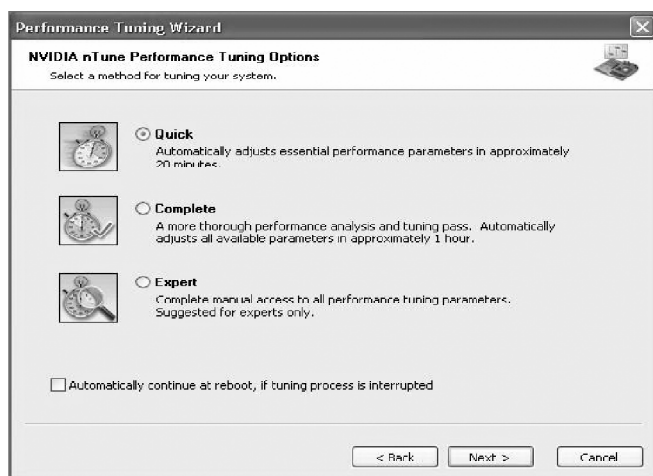 Performance Tuning Wizard
NVIDIA nTune Performance Tuning Options
Select a method for tuning your system.
Quick
Automatically adjusts essential performance parameters in approximately
20 minutes.
Complete
A more thorough performance analysis and tuning pass. Automatically
adjusts all available parameters in approximately 1 hour.
Expert
Complete manual access to all performance tuning parameters.
Suggested for experts only.
Automatically continue at reboot, if tuning process is interrupted
< Back
Next >
Cancel